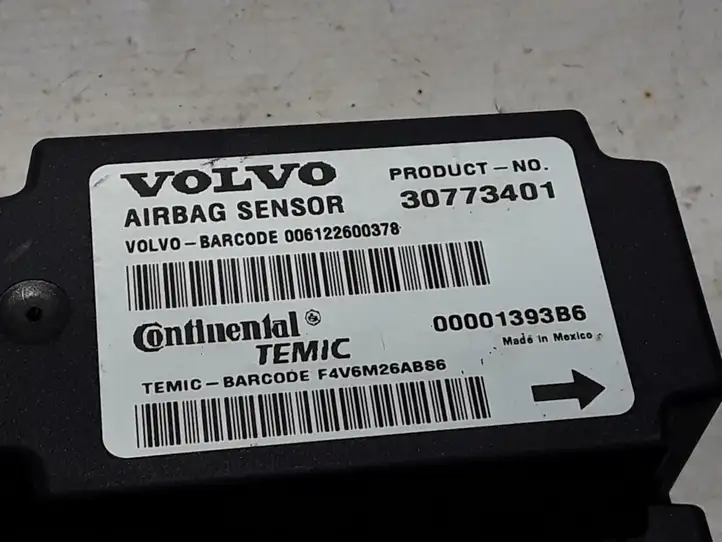 VOLVO
PRODUCT-NO.
AIRBAG SENSOR
30773401
VOLVO-BARCODE 006122600378
Continental
TEMIC
00001393B6
Made in Mexico
TEMIC-BARCODE F4V6M26ABS6